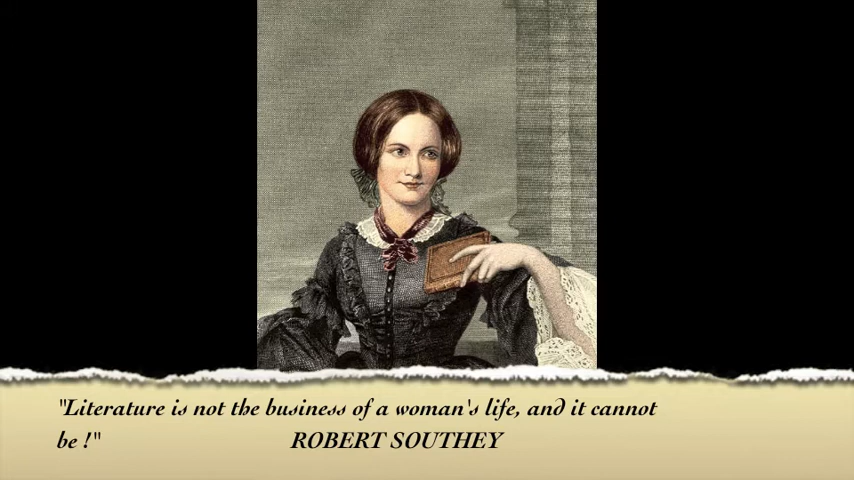 "Literature is not the business of a woman's life, and it cannot
be !" ROBERT SOUTHEY